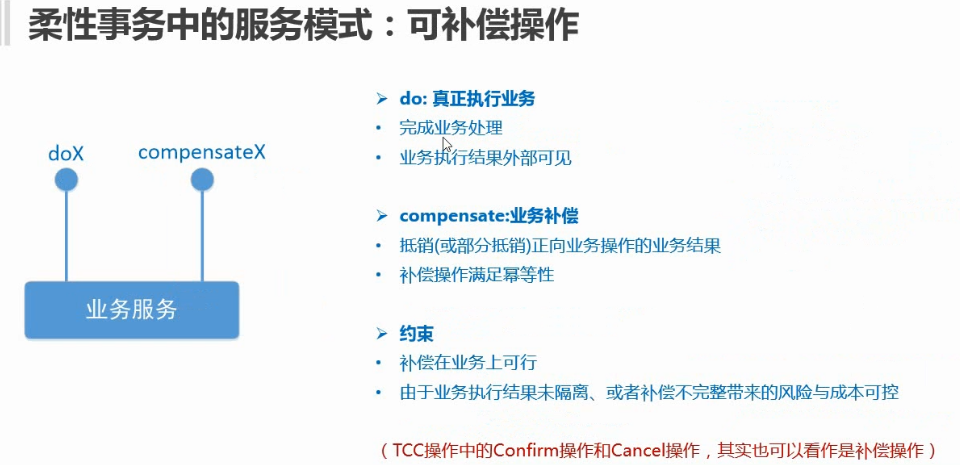 柔性事务中的服务模式：可补偿操作
doX
compensateX
业务服务
do: 真正执行业务
完成业务处理
业务执行结果外部可见
compensate:业务补偿
抵销(或部分抵销)正向业务操作的业务结果
补偿操作满足幂等性
约束
补偿在业务上可行
由于业务执行结果未隔离、或者补偿不完整带来的风险与成本可控
（TCC操作中的Confirm操作和Cancel操作，其实也可以看作是补偿操作）